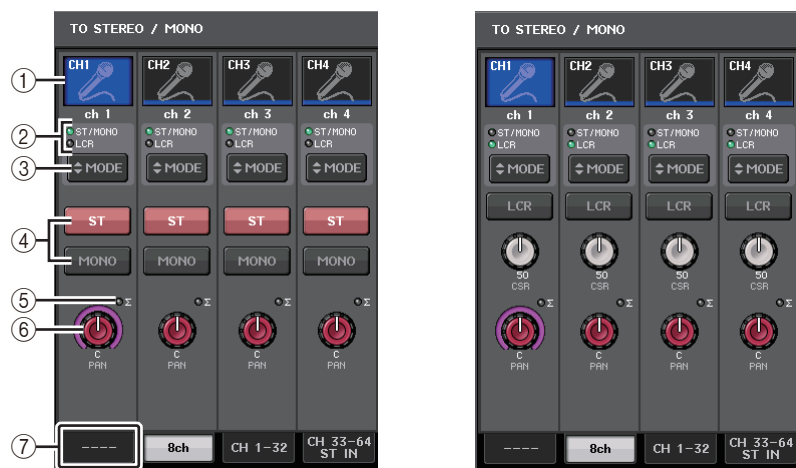 TO STEREO / MONO
CH1 CH2 CH3 CH4
① 
ch 1 ch 2 ch 3 ch 4
② ST/MONO ST/MONO ST/MONO ST/MONO
LCR LCR LCR LCR
③ MODE MODE MODE MODE
④ ST ST ST ST
MONO MONO MONO MONO
⑤ Σ Σ Σ Σ
⑥ C C C C
PAN PAN PAN PAN
⑦ ---- 8ch CH 1-32 CH 33-64
ST IN
TO STEREO / MONO
CH1 CH2 CH3 CH4
ch 1 ch 2 ch 3 ch 4
ST/MONO ST/MONO ST/MONO ST/MONO
LCR LCR LCR LCR
MODE MODE MODE MODE
LCR LCR LCR LCR
50 50 50 50
CSR CSR CSR CSR
Σ Σ Σ Σ
C C C C
PAN PAN PAN PAN
---- 8ch CH 1-32 CH 33-64
ST IN